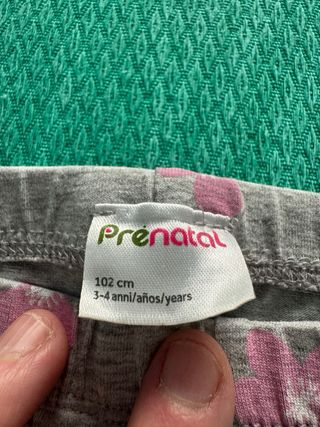 Prénatal
102 cm
3-4 anni/años/years